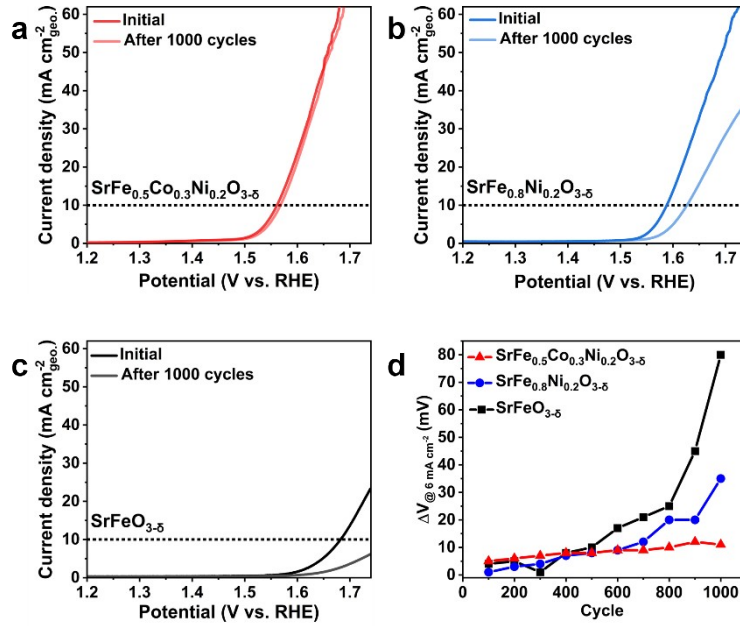 a
Initial
After 1000 cycles
SrFe0.5Co0.3Ni0.2O3-δ
Current density (mA cm-2geo.)
60
50
40
30
20
10
0
1.2 1.3 1.4 1.5 1.6 1.7
Potential (V vs. RHE)
b
Initial
After 1000 cycles
SrFe0.8Ni0.2O3-δ
Current density (mA cm-2geo.)
60
50
40
30
20
10
0
1.2 1.3 1.4 1.5 1.6 1.7
Potential (V vs. RHE)
c
Initial
After 1000 cycles
SrFeO3-δ
Current density (mA cm-2geo.)
60
50
40
30
20
10
0
1.2 1.3 1.4 1.5 1.6 1.7
Potential (V vs. RHE)
d
SrFe0.5Co0.3Ni0.2O3-δ
SrFe0.8Ni0.2O3-δ
SrFeO3-δ
ΔV@ 6 mA cm-2 (mV)
80
70
60
50
40
30
20
10
0
0 200 400 600 800 1000
Cycle